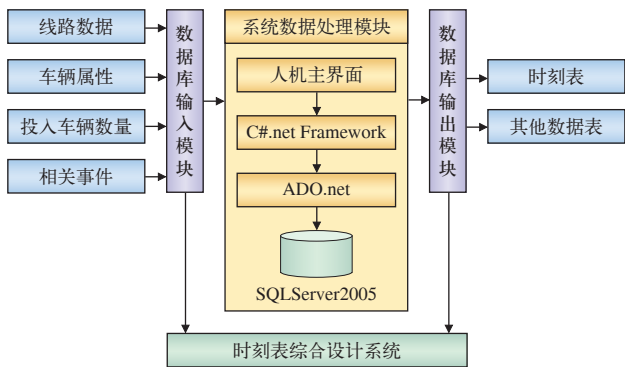 线路数据
车辆属性
投入车辆数量
相关事件
数据库输入模块
系统数据处理模块
人机主界面
C#.net Framework
ADO.net
SQLServer2005
数据库输出模块
时刻表
其他数据表
时刻表综合设计系统